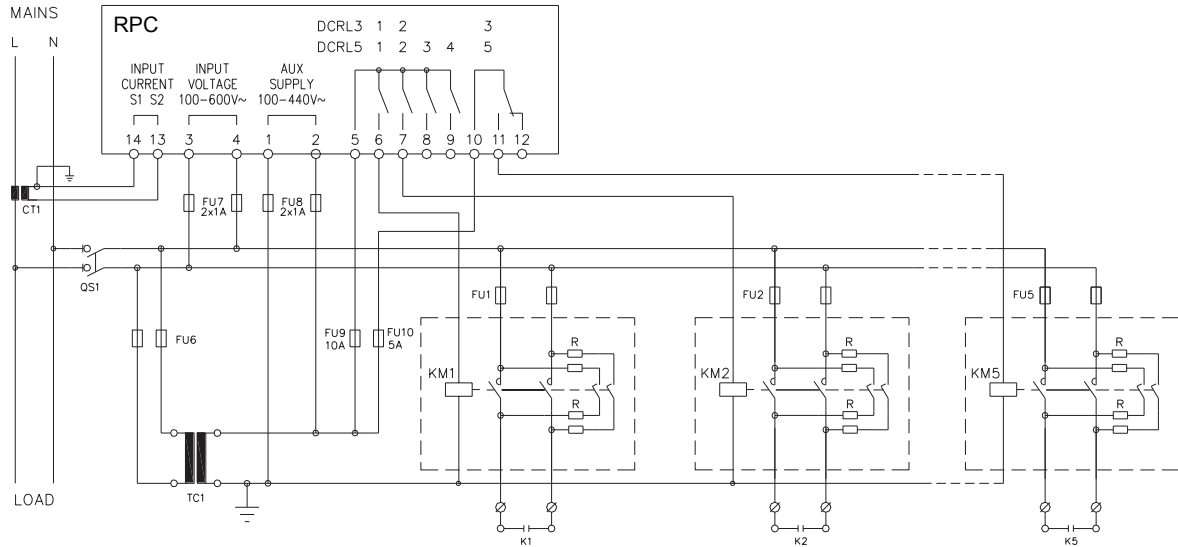 MAINS
L N
RPC
DCRL3 1 2 3
DCRL5 1 2 3 4 5
INPUT CURRENT S1 S2
INPUT VOLTAGE 100-600V~
AUX SUPPLY 100-440V~
14 13 3 4 1 2 5 6 7 8 9 10 11 12
CT1
FU7 2x1A
FU8 2x1A
QS1
FU1
FU2
FU5
FU6
FU9 10A
FU10 5A
KM1
R
R
KM2
R
R
KM5
R
R
LOAD
TC1
K1
K2
K5